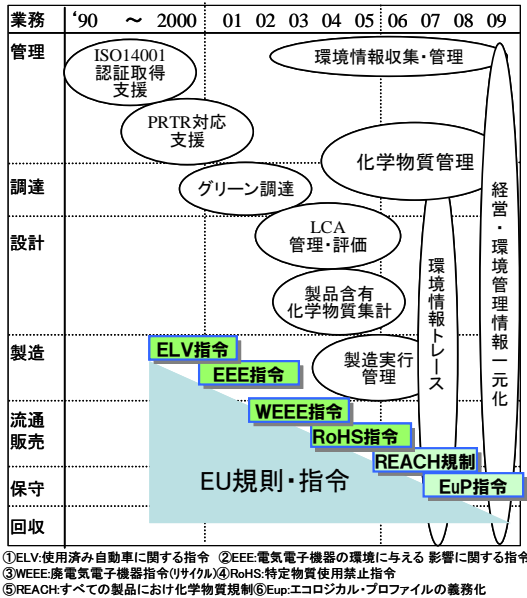 業務 '90 ～ 2000 01 02 03 04 05 06 07 08 09
管理
ISO14001
認証取得
支援
環境情報収集・管理
PRTR対応
支援
化学物質管理
調達
グリーン調達
経営・環境管理情報一元化
設計
LCA
管理・評価
環境情報トレース
製品含有
化学物質集計
製造
ELV指令
製造実行
管理
EEE指令
流通
販売
WEEE指令
RoHS指令
REACH規制
保守
EU規則・指令
EuP指令
回収
①ELV:使用済み自動車に関する指令 ②EEE:電気電子機器の環境に与える 影響に関する指令
③WEEE:廃電気電子機器指令(リサイクル)④RoHS:特定物質使用禁止指令
⑤REACH:すべての製品における化学物質規制⑥Eup:エコロジカル・プロファイルの義務化